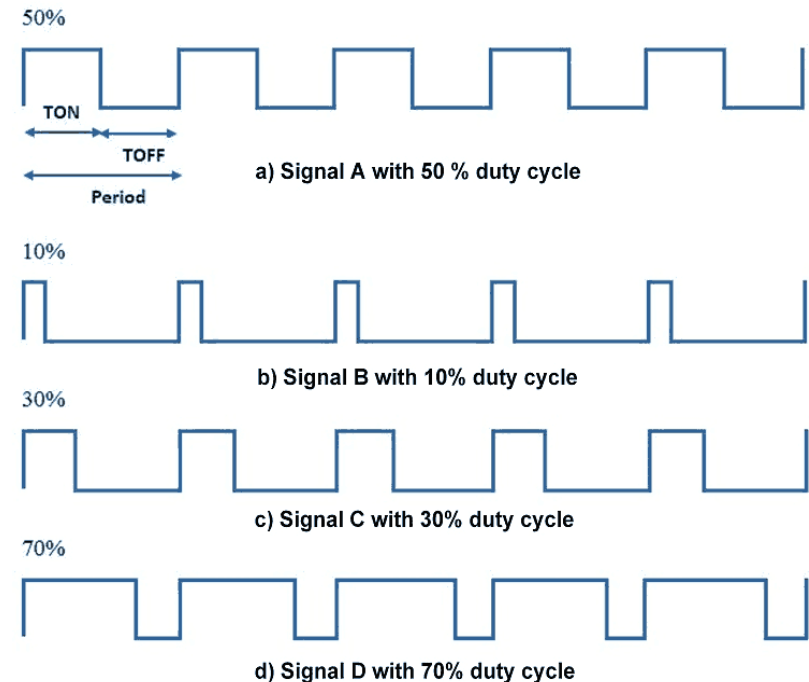 50%
TON
TOFF
Period
a) Signal A with 50 % duty cycle
10%
b) Signal B with 10% duty cycle
30%
c) Signal C with 30% duty cycle
70%
d) Signal D with 70% duty cycle